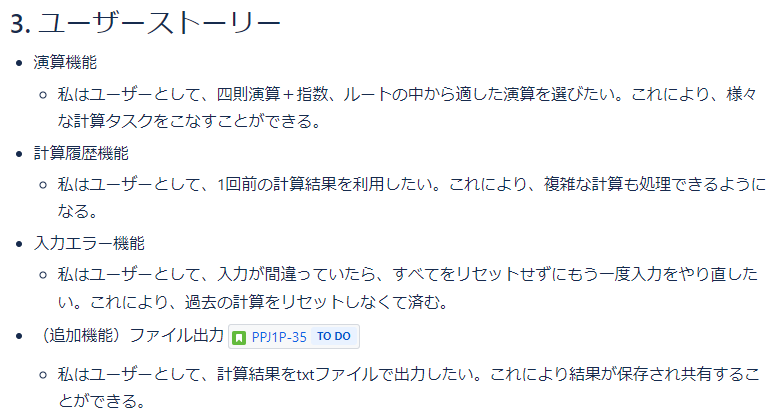 3. ユーザーストーリー
演算機能
私はユーザーとして、四則演算＋指数、ルートの中から適した演算を選びたい。これにより、様々
な計算タスクをこなすことができる。
計算履歴機能
私はユーザーとして、1回前の計算結果を利用したい。これにより、複雑な計算も処理できるように
なる。
入力エラー機能
私はユーザーとして、入力が間違っていたら、すべてをリセットせずにもう一度入力をやり直した
い。これにより、過去の計算をリセットしなくて済む。
（追加機能）ファイル出力 PPJ1P-35 TO DO
私はユーザーとして、計算結果をtxtファイルで出力したい。これにより結果が保存され共有するこ
とができる。